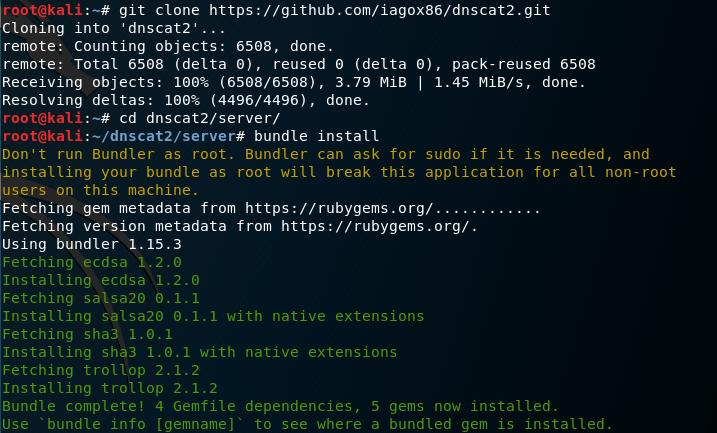 root@kali:~# git clone https://github.com/iagox86/dnscat2.git
Cloning into 'dnscat2'...
remote: Counting objects: 6508, done.
remote: Total 6508 (delta 0), reused 0 (delta 0), pack-reused 6508
Receiving objects: 100% (6508/6508), 3.79 MiB | 1.45 MiB/s, done.
Resolving deltas: 100% (4496/4496), done.
root@kali:~# cd dnscat2/server/
root@kali:~/dnscat2/server# bundle install
Don't run Bundler as root. Bundler can ask for sudo if it is needed, and
installing your bundle as root will break this application for all non-root
users on this machine.
Fetching gem metadata from https://rubygems.org/............
Fetching version metadata from https://rubygems.org/.
Using bundler 1.15.3
Fetching ecdsa 1.2.0
Installing ecdsa 1.2.0
Fetching salsa20 0.1.1
Installing salsa20 0.1.1 with native extensions
Fetching sha3 1.0.1
Installing sha3 1.0.1 with native extensions
Fetching trollop 2.1.2
Installing trollop 2.1.2
Bundle complete! 4 Gemfile dependencies, 5 gems now installed.
Use `bundle info [gemname]` to see where a bundled gem is installed.